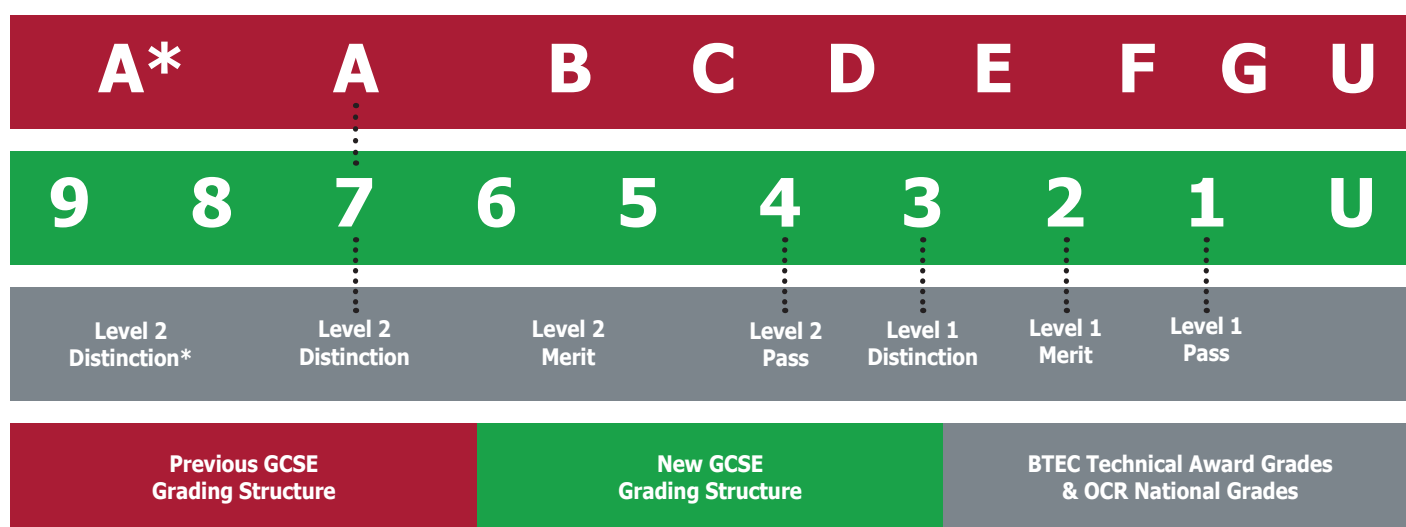 A* A B C D E F G U
9 8 7 6 5 4 3 2 1 U
Level 2
Distinction*
Level 2
Distinction
Level 2
Merit
Level 2
Pass
Level 1
Distinction
Level 1
Merit
Level 1
Pass
Previous GCSE
Grading Structure
New GCSE
Grading Structure
BTEC Technical Award Grades
& OCR National Grades